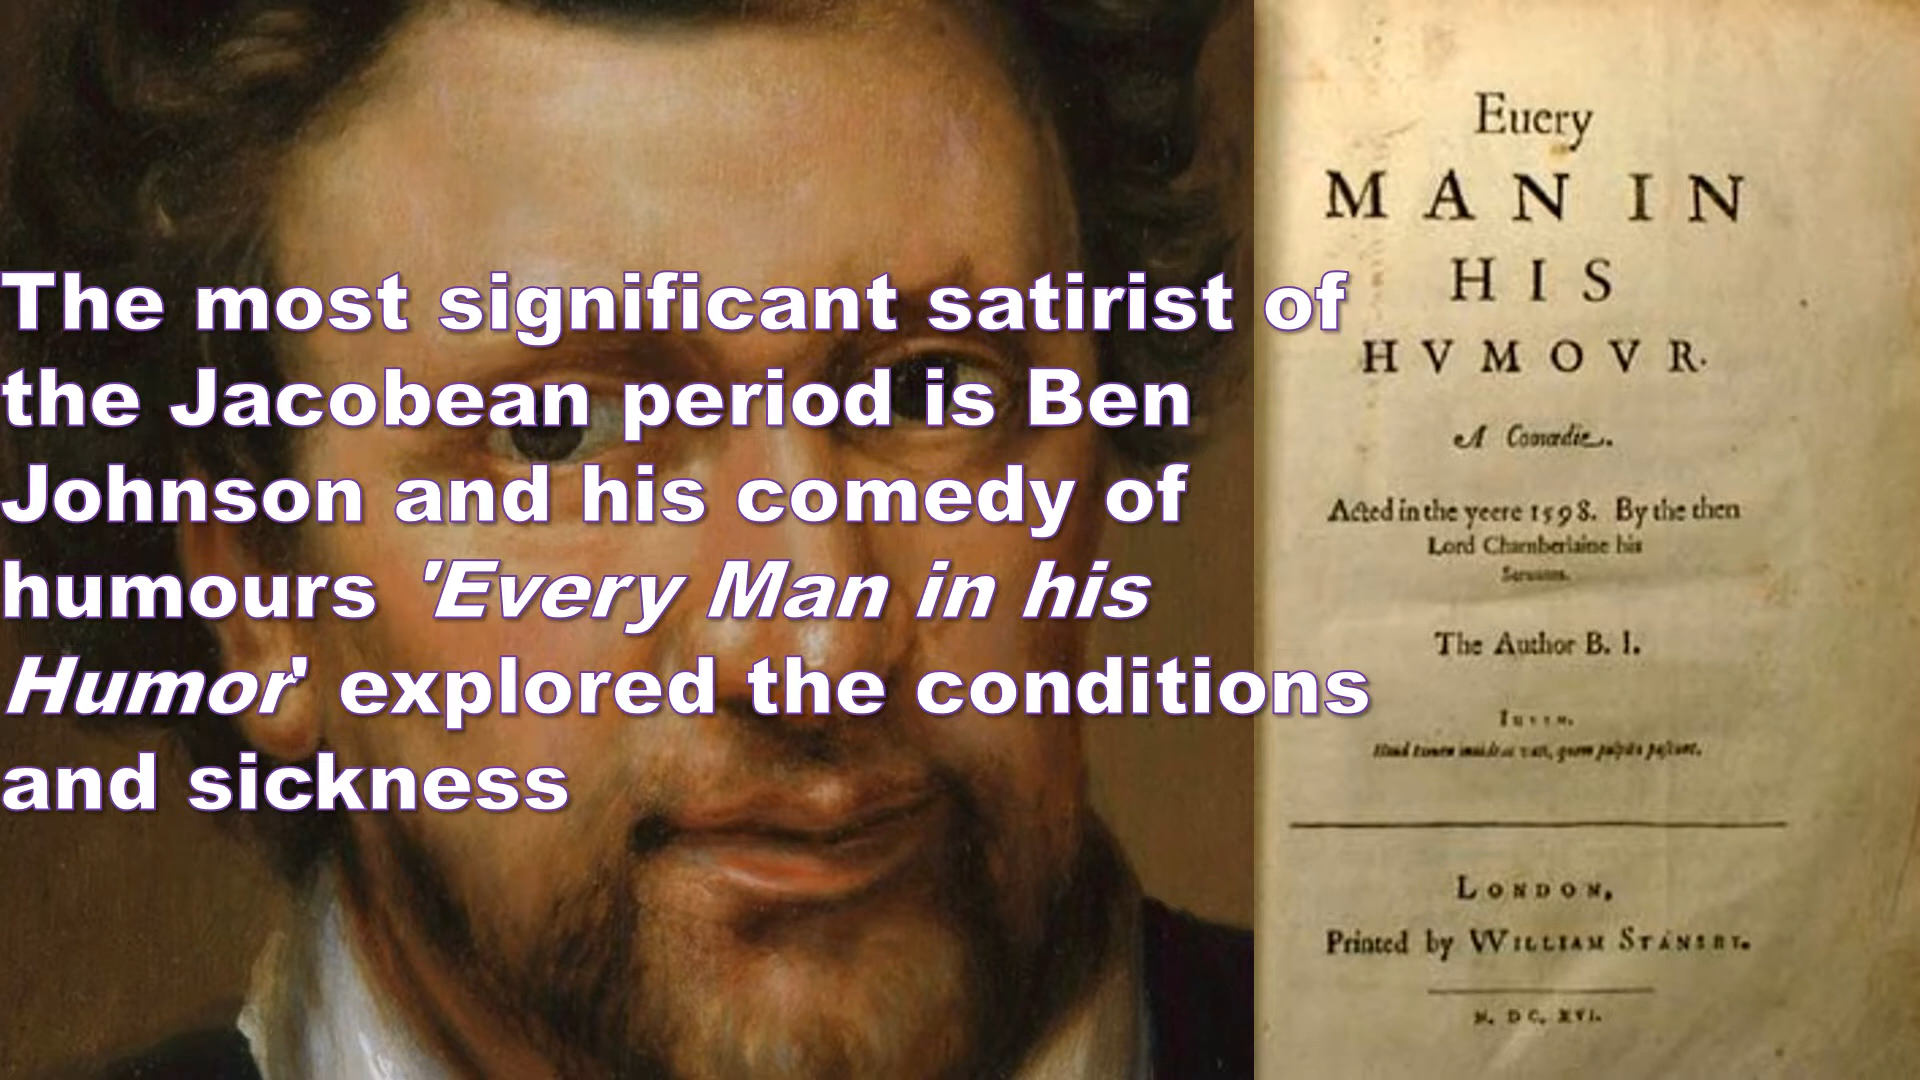 The most significant satirist of
the Jacobean period is Ben
Johnson and his comedy of
humours 'Every Man in his
Humor' explored the conditions
and sickness
Euery
MAN IN
HIS
HVMOVR.
A Comœdie.
Acted in the yeere 1598. By the then
Lord Chamberlaine his
Seruants.
The Author B. I.
IUVEN.
LONDON,
Printed by WILLIAM STANSBY.
M. DC. XVI.